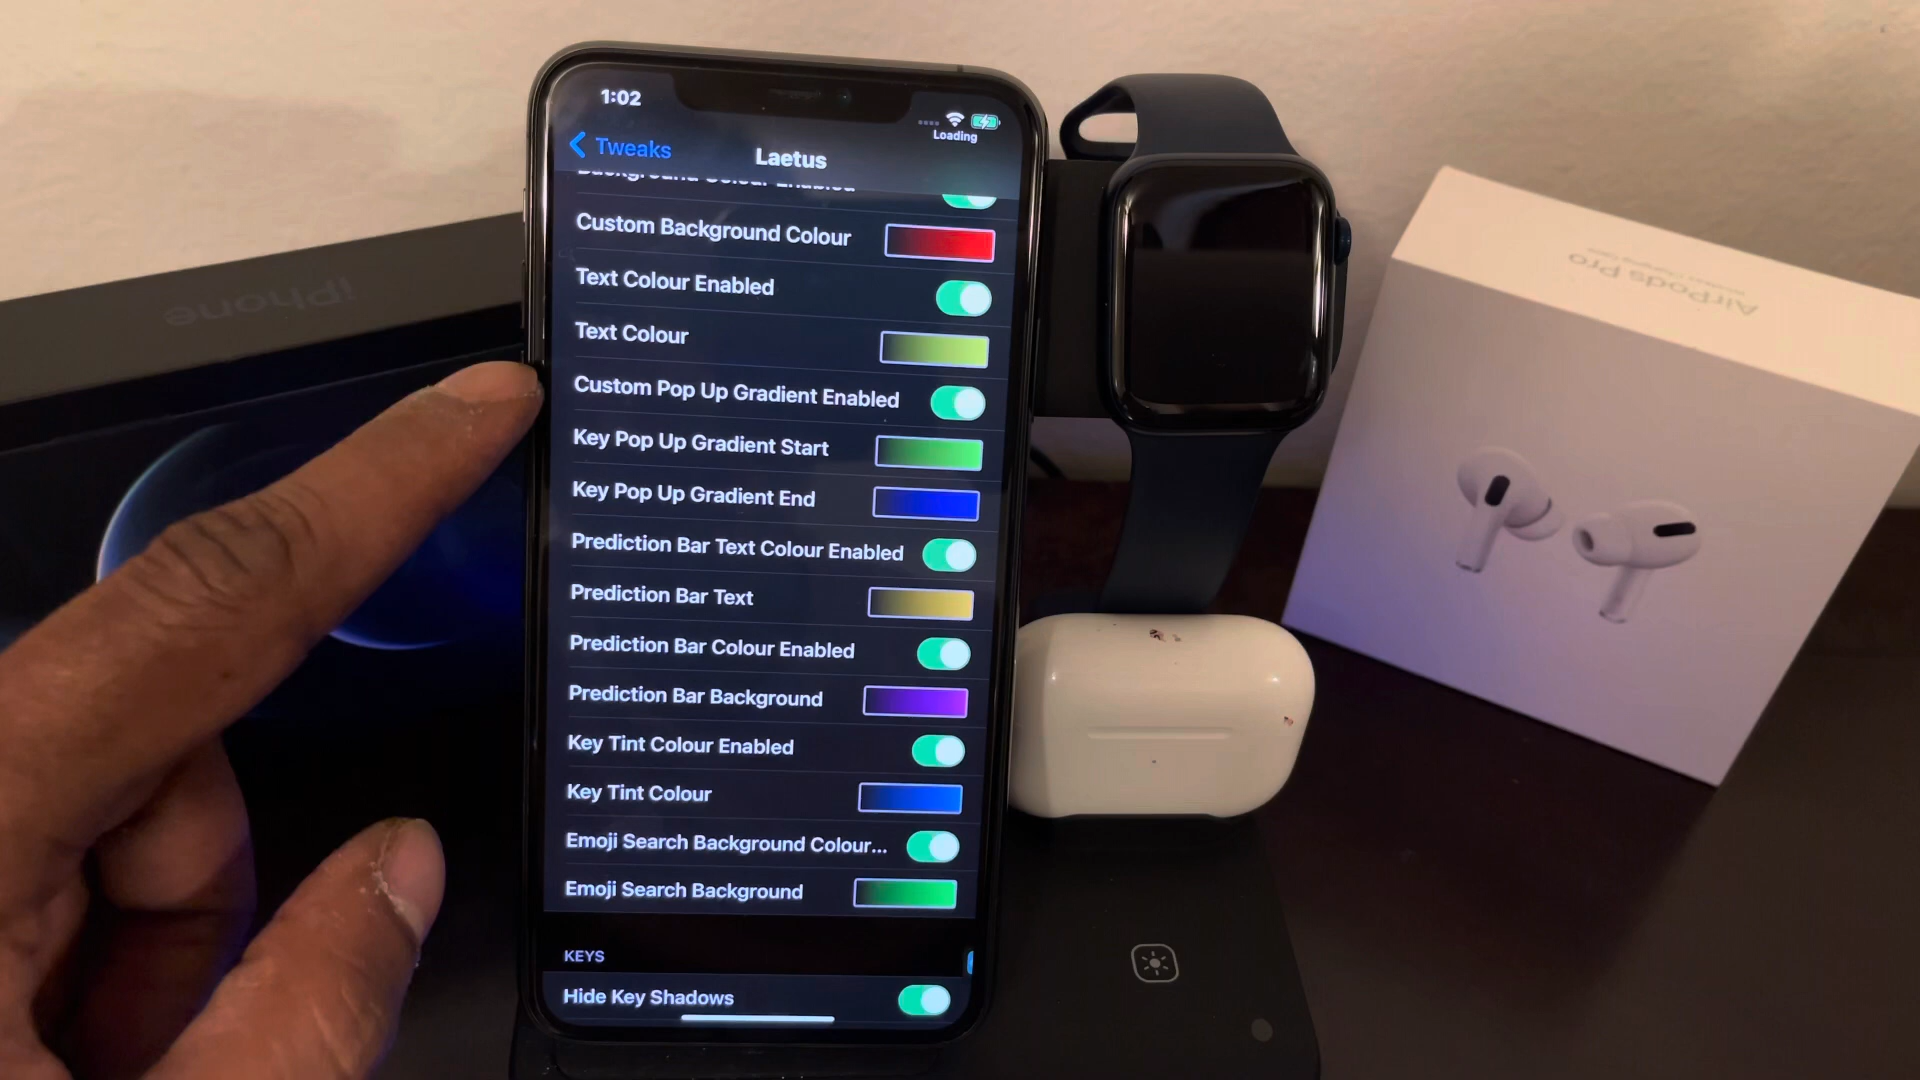 1:02
Loading
Tweaks
Laetus
Background Colour Enabled
Custom Background Colour
Text Colour Enabled
Text Colour
Custom Pop Up Gradient Enabled
Key Pop Up Gradient Start
Key Pop Up Gradient End
Prediction Bar Text Colour Enabled
Prediction Bar Text
Prediction Bar Colour Enabled
Prediction Bar Background
Key Tint Colour Enabled
Key Tint Colour
Emoji Search Background Colour...
Emoji Search Background
KEYS
Hide Key Shadows
iPhone
AirPods Pro